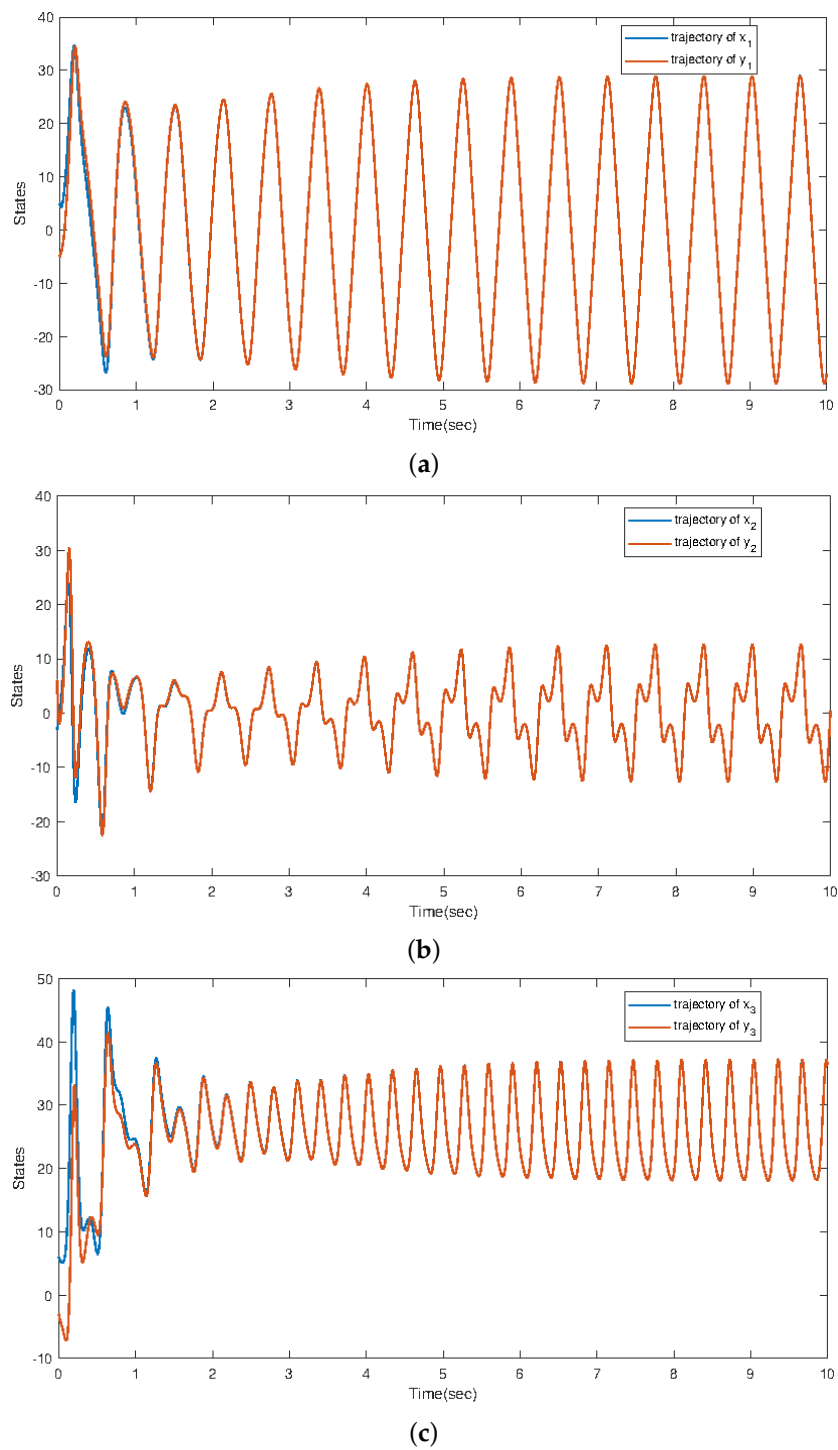 40
30
20
10
0
-10
-20
-30
States
0 1 2 3 4 5 6 7 8 9 10
Time(sec)
trajectory of x1
trajectory of y1
(a)
40
30
20
10
0
-10
-20
-30
States
0 1 2 3 4 5 6 7 8 9 10
Time(sec)
trajectory of x2
trajectory of y2
(b)
50
40
30
20
10
0
-10
States
0 1 2 3 4 5 6 7 8 9 10
Time(sec)
trajectory of x3
trajectory of y3
(c)